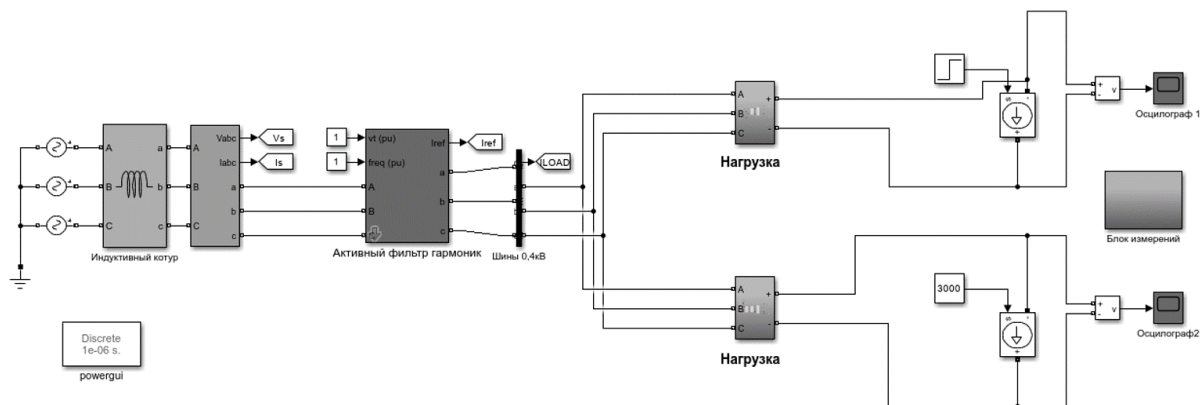 A
B
C
a
b
c
Индуктивный котур
A
B
C
Vabc
Iabc
a
b
c
Vs
Is
1
1
vt (pu)
freq (pu)
A
B
Iref
a
b
c
Активный фильтр гармоник
Iref
ILOAD
Шины 0,4кВ
A
B
C
+
-
Нагрузка
S
-
+
+
-
v
Осцилограф 1
Блок измерений
A
B
C
+
-
Нагрузка
3000
S
-
+
+
-
v
Осцилограф2
Discrete
1e-06 s.
powergui